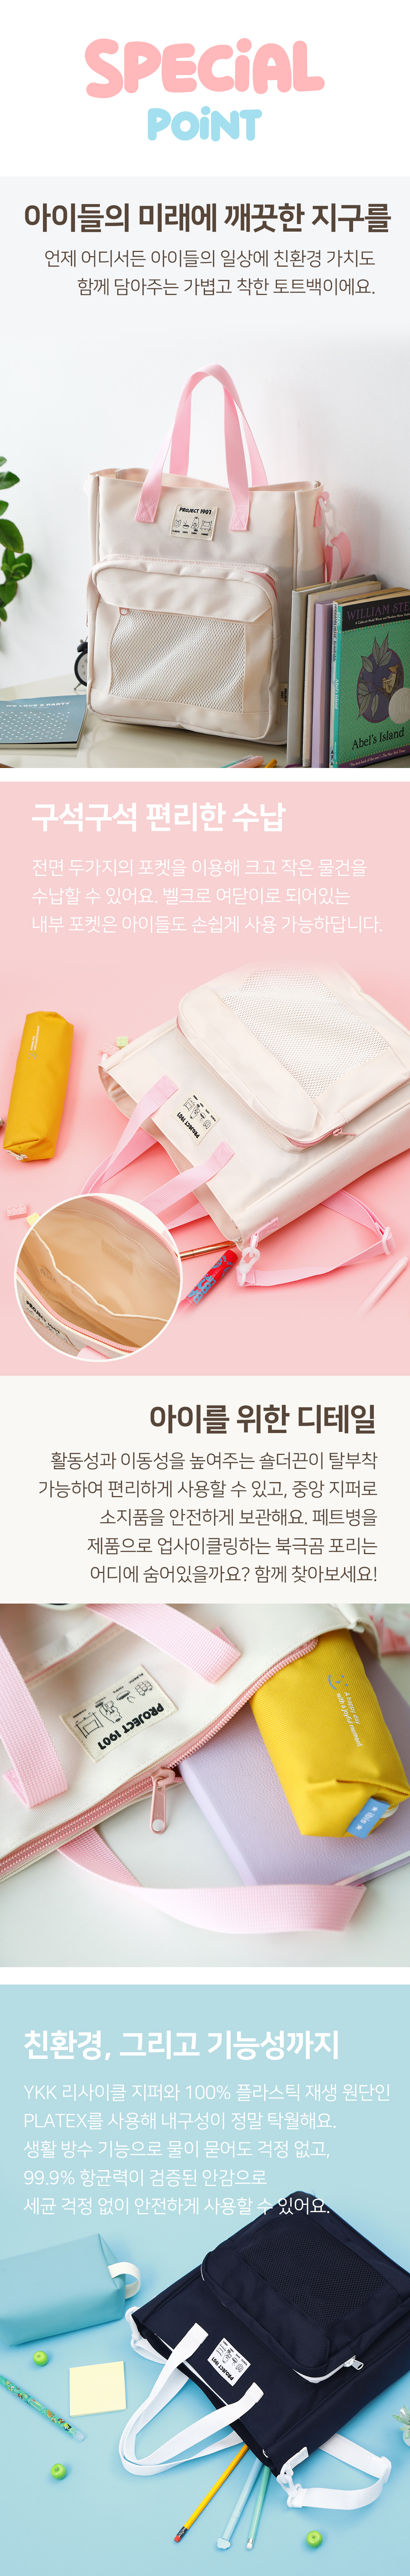 SPECIAL
POINT
아이들의 미래에 깨끗한 지구를
언제 어디서든 아이들의 일상에 친환경 가치도
함께 담아주는 가볍고 착한 토트백이에요.
PROJECT 1907
WILLIAM STE
Abel's Island
구석구석 편리한 수납
전면 두가지의 포켓을 이용해 크고 작은 물건을
수납할 수 있어요. 벨크로 여닫이로 되어있는
내부 포켓은 아이들도 손쉽게 사용 가능하답니다.
PROJECT 1907
아이를 위한 디테일
활동성과 이동성을 높여주는 숄더끈이 탈부착
가능하여 편리하게 사용할 수 있고, 중앙 지퍼로
소지품을 안전하게 보관해요. 페트병을
제품으로 업사이클링하는 북극곰 포리는
어디에 숨어있을까요? 함께 찾아보세요!
PROJECT 1907
A happy day
with a joyful moment
친환경, 그리고 기능성까지
YKK 리사이클 지퍼와 100% 플라스틱 재생 원단인
PLATEX를 사용해 내구성이 정말 탁월해요.
생활 방수 기능으로 물이 묻어도 걱정 없고,
99.9% 항균력이 검증된 안감으로
세균 걱정 없이 안전하게 사용할 수 있어요.
PROJECT 1907